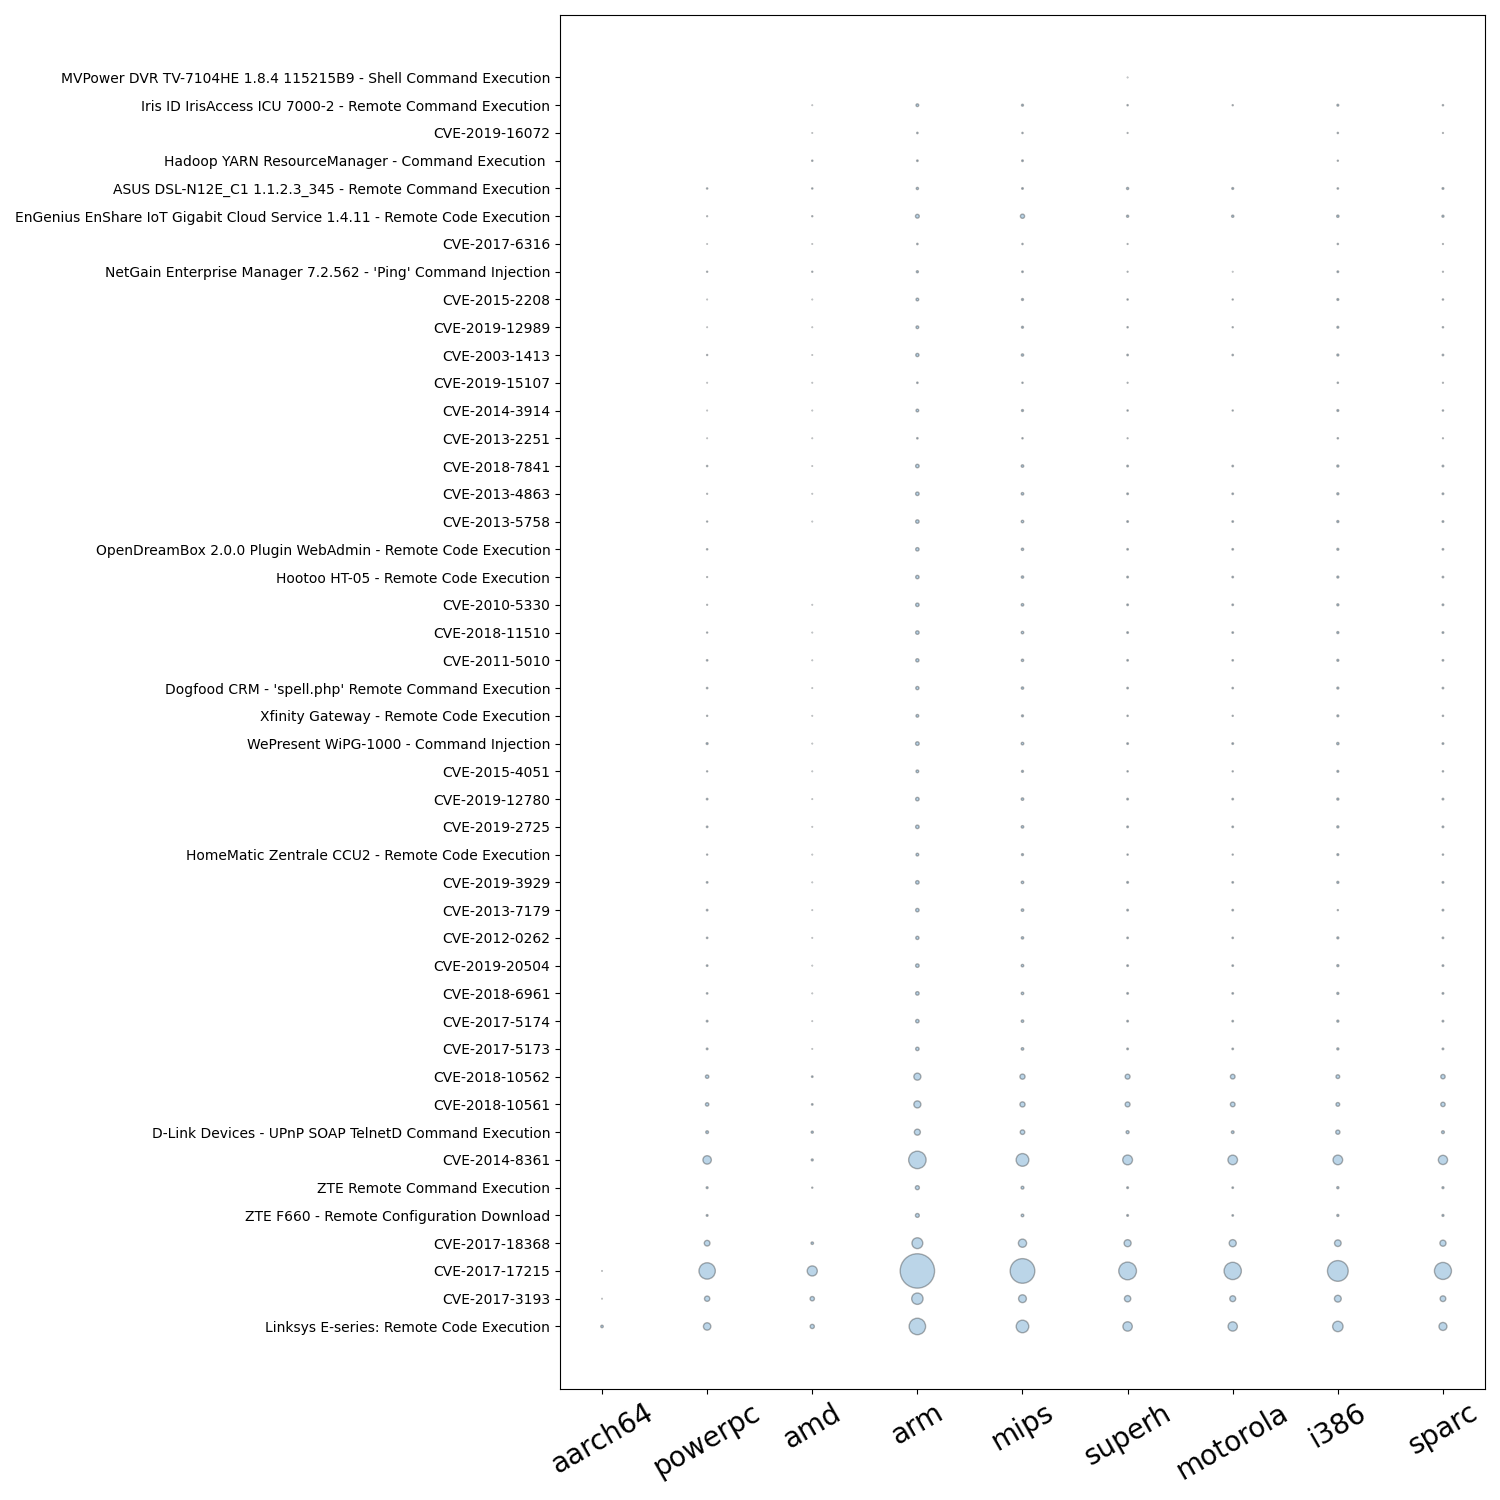 MVPower DVR TV-7104HE 1.8.4 115215B9 - Shell Command Execution
Iris ID IrisAccess ICU 7000-2 - Remote Command Execution
CVE-2019-16072
Hadoop YARN ResourceManager - Command Execution
ASUS DSL-N12E_C1 1.1.2.3_345 - Remote Command Execution
EnGenius EnShare IoT Gigabit Cloud Service 1.4.11 - Remote Code Execution
CVE-2017-6316
NetGain Enterprise Manager 7.2.562 - 'Ping' Command Injection
CVE-2015-2208
CVE-2019-12989
CVE-2003-1413
CVE-2019-15107
CVE-2014-3914
CVE-2013-2251
CVE-2018-7841
CVE-2013-4863
CVE-2013-5758
OpenDreamBox 2.0.0 Plugin WebAdmin - Remote Code Execution
Hootoo HT-05 - Remote Code Execution
CVE-2010-5330
CVE-2018-11510
CVE-2011-5010
Dogfood CRM - 'spell.php' Remote Command Execution
Xfinity Gateway - Remote Code Execution
WePresent WiPG-1000 - Command Injection
CVE-2015-4051
CVE-2019-12780
CVE-2019-2725
HomeMatic Zentrale CCU2 - Remote Code Execution
CVE-2019-3929
CVE-2013-7179
CVE-2012-0262
CVE-2019-20504
CVE-2018-6961
CVE-2017-5174
CVE-2017-5173
CVE-2018-10562
CVE-2018-10561
D-Link Devices - UPnP SOAP TelnetD Command Execution
CVE-2014-8361
ZTE Remote Command Execution
ZTE F660 - Remote Configuration Download
CVE-2017-18368
CVE-2017-17215
CVE-2017-3193
Linksys E-series: Remote Code Execution
aarch64
powerpc
amd
arm
mips
superh
motorola
i386
sparc